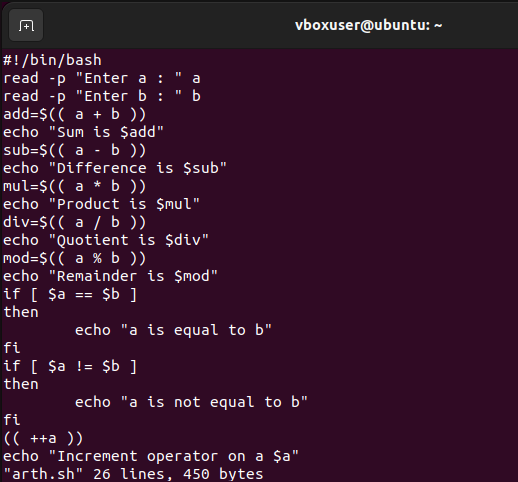 vboxuser@ubuntu: ~
#!/bin/bash
read -p "Enter a : " a
read -p "Enter b : " b
add=$(( a + b ))
echo "Sum is $add"
sub=$(( a - b ))
echo "Difference is $sub"
mul=$(( a * b ))
echo "Product is $mul"
div=$(( a / b ))
echo "Quotient is $div"
mod=$(( a % b ))
echo "Remainder is $mod"
if [ $a == $b ]
then
        echo "a is equal to b"
fi
if [ $a != $b ]
then
        echo "a is not equal to b"
fi
(( ++a ))
echo "Increment operator on a $a"
"arth.sh" 26 lines, 450 bytes